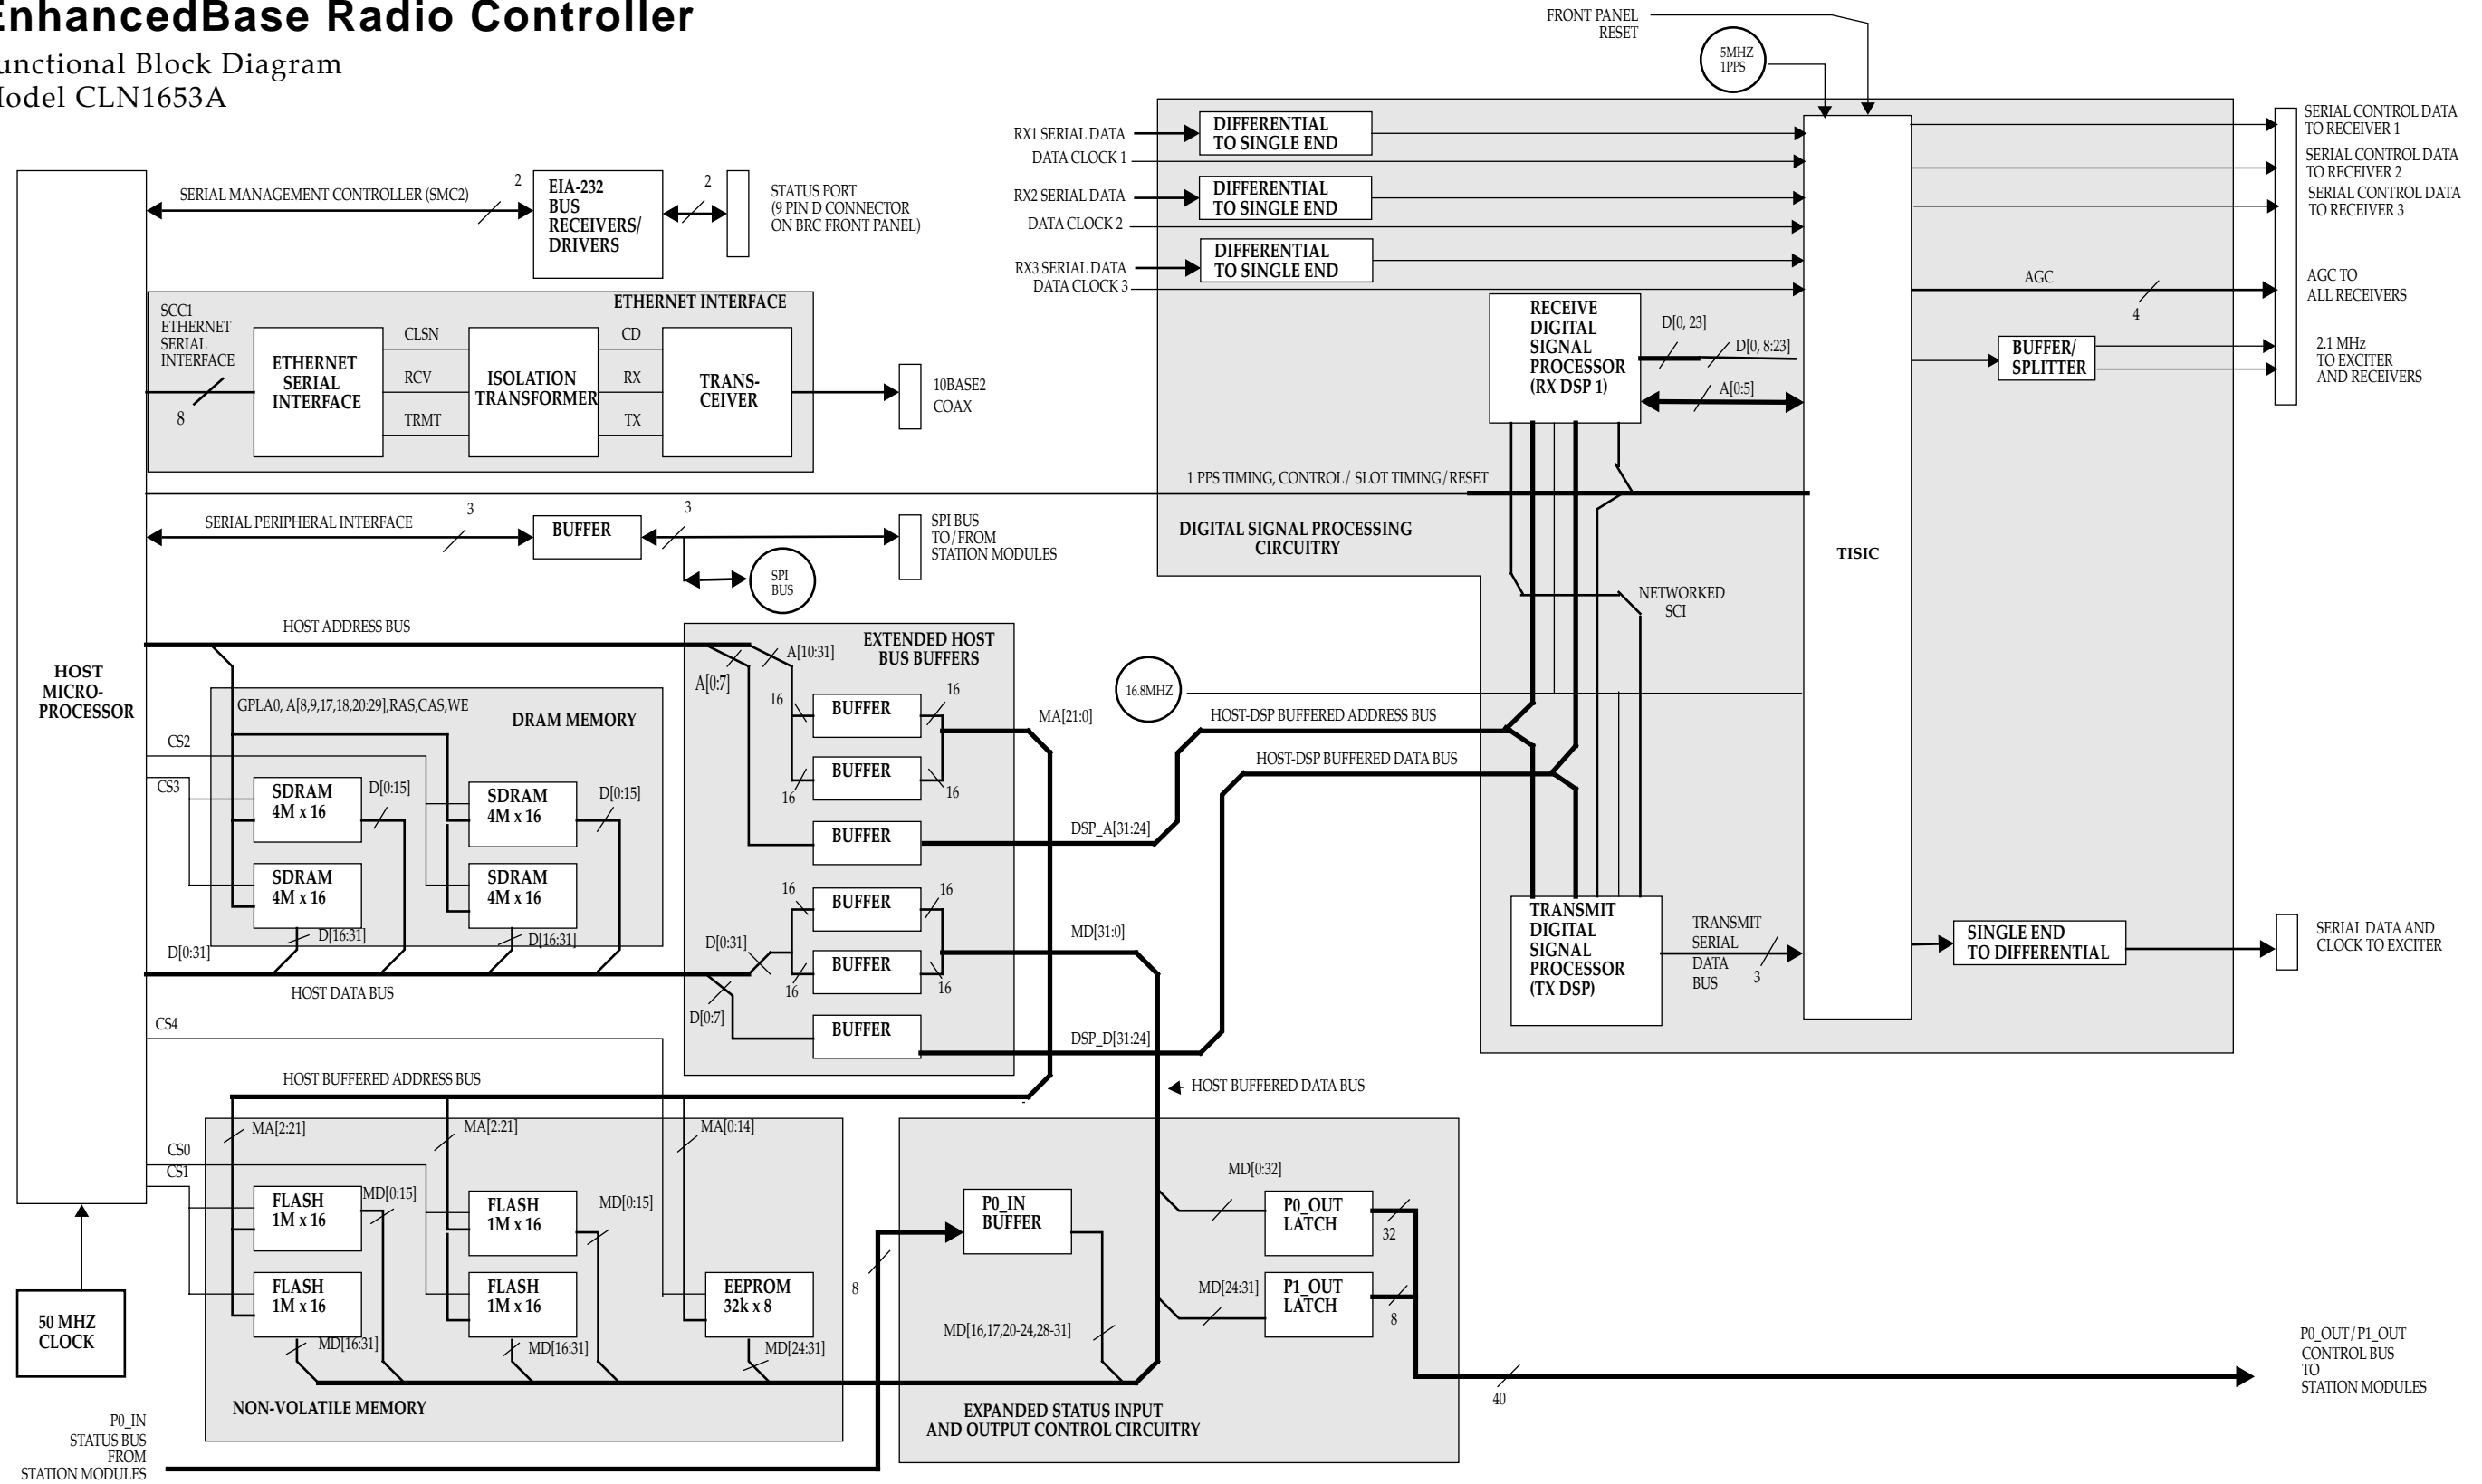 EnhancedBase Radio Controller
unctional Block Diagram
Model CLN1653A
FRONT PANEL
RESET
5MHZ
1PPS
RX1 SERIAL DATA
DATA CLOCK 1
RX2 SERIAL DATA
DATA CLOCK 2
RX3 SERIAL DATA
DATA CLOCK 3
DIFFERENTIAL
TO SINGLE END
DIFFERENTIAL
TO SINGLE END
DIFFERENTIAL
TO SINGLE END
SERIAL CONTROL DATA
TO RECEIVER 1
SERIAL CONTROL DATA
TO RECEIVER 2
SERIAL CONTROL DATA
TO RECEIVER 3
AGC
4
AGC TO
ALL RECEIVERS
BUFFER/
SPLITTER
2.1 MHz
TO EXCITER
AND RECEIVERS
SERIAL MANAGEMENT CONTROLLER (SMC2)
2
EIA-232
BUS
RECEIVERS/
DRIVERS
2
STATUS PORT
(9 PIN D CONNECTOR
ON BRC FRONT PANEL)
ETHERNET INTERFACE
SCC1
ETHERNET
SERIAL
INTERFACE
8
ETHERNET
SERIAL
INTERFACE
CLSN
RCV
TRMT
ISOLATION
TRANSFORMER
CD
RX
TX
TRANS-
CEIVER
10BASE2
COAX
RECEIVE
DIGITAL
SIGNAL
PROCESSOR
(RX DSP 1)
D[0, 23]
D[0, 8:23]
A[0:5]
1 PPS TIMING, CONTROL/ SLOT TIMING/RESET
DIGITAL SIGNAL PROCESSING
CIRCUITRY
TISIC
SERIAL PERIPHERAL INTERFACE
3
BUFFER
3
SPI BUS
TO/FROM
STATION MODULES
SPI
BUS
NETWORKED
SCI
HOST
MICRO-
PROCESSOR
HOST ADDRESS BUS
EXTENDED HOST
BUS BUFFERS
A[10:31]
A[0:7]
16
BUFFER
16
BUFFER
16
16
BUFFER
MA[21:0]
DSP_A[31:24]
16.8MHZ
HOST-DSP BUFFERED ADDRESS BUS
HOST-DSP BUFFERED DATA BUS
GPLA0, A[8,9,17,18,20:29],RAS,CAS,WE
DRAM MEMORY
CS2
CS3
SDRAM
4M x 16
D[0:15]
SDRAM
4M x 16
D[0:15]
SDRAM
4M x 16
D[16:31]
SDRAM
4M x 16
D[16:31]
D[0:31]
HOST DATA BUS
D[0:31]
D[0:7]
16
BUFFER
16
BUFFER
16
16
BUFFER
MD[31:0]
DSP_D[31:24]
TRANSMIT
DIGITAL
SIGNAL
PROCESSOR
(TX DSP)
TRANSMIT
SERIAL
DATA
BUS
3
SINGLE END
TO DIFFERENTIAL
SERIAL DATA AND
CLOCK TO EXCITER
CS4
HOST BUFFERED ADDRESS BUS
HOST BUFFERED DATA BUS
MA[2:21]
MA[2:21]
MA[0:14]
CS0
CS1
FLASH
1M x 16
MD[0:15]
FLASH
1M x 16
MD[0:15]
FLASH
1M x 16
MD[16:31]
FLASH
1M x 16
MD[16:31]
EEPROM
32k x 8
MD[24:31]
NON-VOLATILE MEMORY
50 MHZ
CLOCK
8
P0_IN
BUFFER
MD[16,17,20-24,28-31]
MD[0:32]
P0_OUT
LATCH
32
MD[24:31]
P1_OUT
LATCH
8
EXPANDED STATUS INPUT
AND OUTPUT CONTROL CIRCUITRY
40
P0_OUT/P1_OUT
CONTROL BUS
TO
STATION MODULES
P0_IN
STATUS BUS
FROM
STATION MODULES